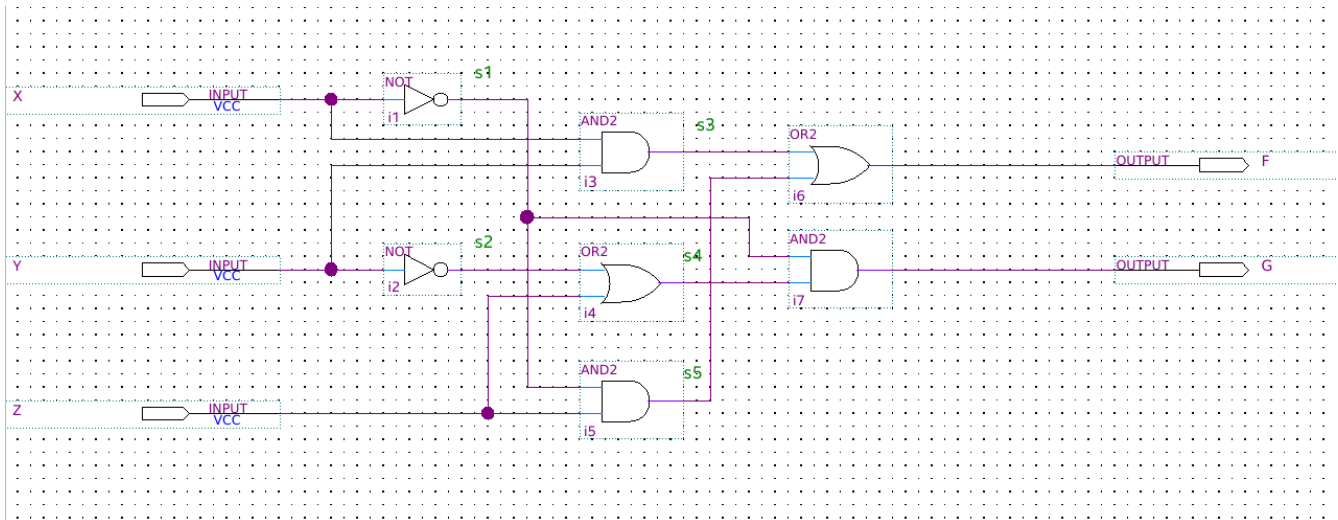 NOT s1
X INPUT
VCC
i1
AND2 s3
i3
OR2
i6
OUTPUT F
NOT s2
Y INPUT
VCC
i2
OR2 s4
i4
AND2
i7
OUTPUT G
AND2 s5
i5
Z INPUT
VCC